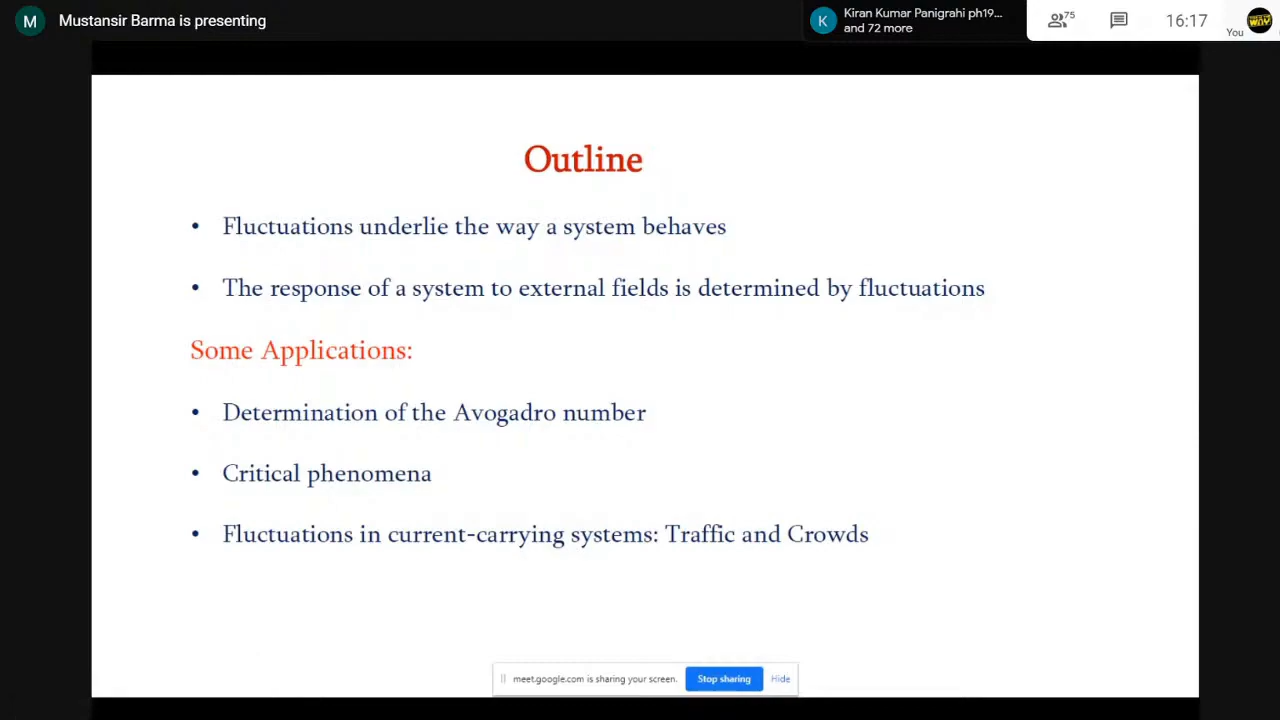 M
Mustansir Barma is presenting
K
Kiran Kumar Panigrahi ph19...
and 72 more
75
16:17
You
Outline
• Fluctuations underlie the way a system behaves
• The response of a system to external fields is determined by fluctuations
Some Applications:
• Determination of the Avogadro number
• Critical phenomena
• Fluctuations in current-carrying systems: Traffic and Crowds
meet.google.com is sharing your screen.
Stop sharing
Hide